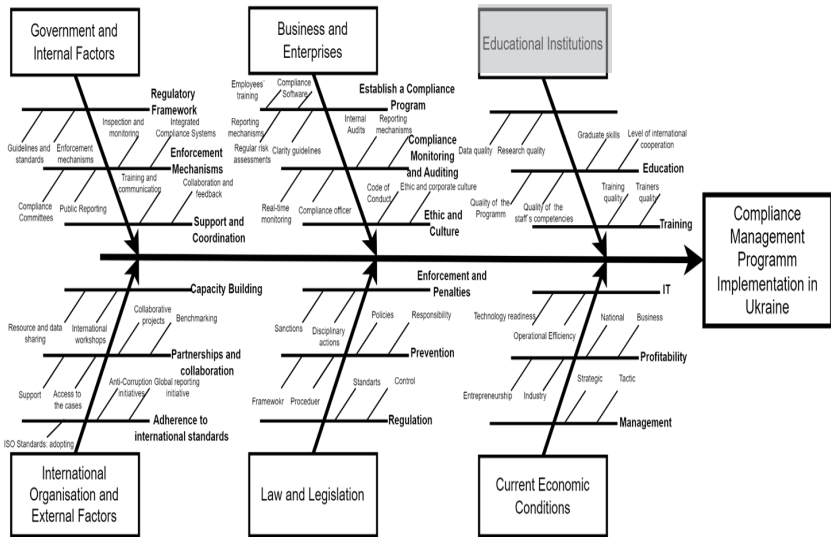 Government and
Internal Factors
Business and
Enterprises
Educational Institutions
Regulatory
Framework
Inspection and
monitoring
Integrated
Compliance Systems
Guidelines and
standards
Enforcement
mechanisms
Enforcement
Mechanisms
Training and
communication
Collaboration and
feedback
Compliance
Committees
Public Reporting
Support and
Coordination
Employees´
training
Compliance
Software
Establish a Compliance
Program
Reporting
mechanisms
Internal
Audits
Reporting
mechanisms
Regular risk
assessments
Clarity guidelines
Compliance
Monitoring
and Auditing
Code of
Conduct
Ethic and corporate culture
Real-time
monitoring
Compliance officer
Ethic and
Culture
Graduate skills
Level of international
cooperation
Data quality
Research quality
Education
Training
quality
Trainers
quality
Quality of the
Programm
Quality of the
staff´s competencies
Training
Compliance
Management
Programm
Implementation in
Ukraine
Capacity Building
Collaborative
projects
Benchmarking
Resource and data
sharing
International
workshops
Partnerships and
collaboration
Anti-Corruption
initiatives
Global reporting
initiative
Support
Access to
the cases
Adherence to
international standards
ISO Standards: adopting
Enforcement and
Penalties
Policies
Responsibility
Sanctions
Disciplinary
actions
Prevention
Standarts
Control
Framewokr
Proceduer
Regulation
IT
National
Business
Technology readiness
Operational Efficiency
Profitability
Strategic
Tactic
Entrepreneurship
Industry
Management
International
Organisation and
External Factors
Law and Legislation
Current Economic
Conditions